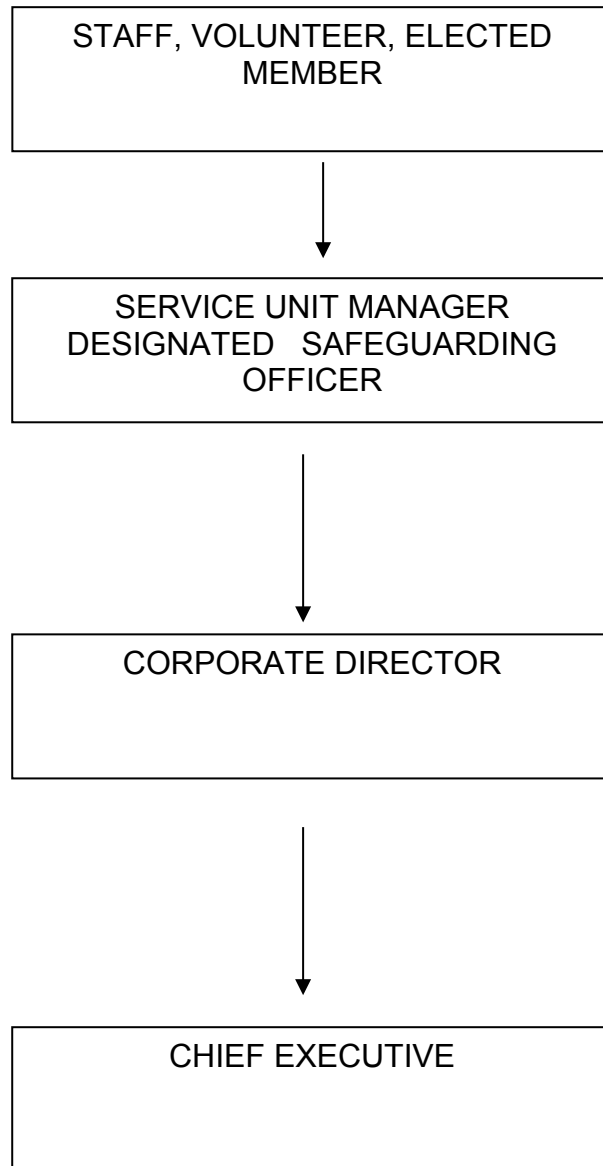 STAFF, VOLUNTEER, ELECTED
MEMBER
SERVICE UNIT MANAGER
DESIGNATED SAFEGUARDING
OFFICER
CORPORATE DIRECTOR
CHIEF EXECUTIVE